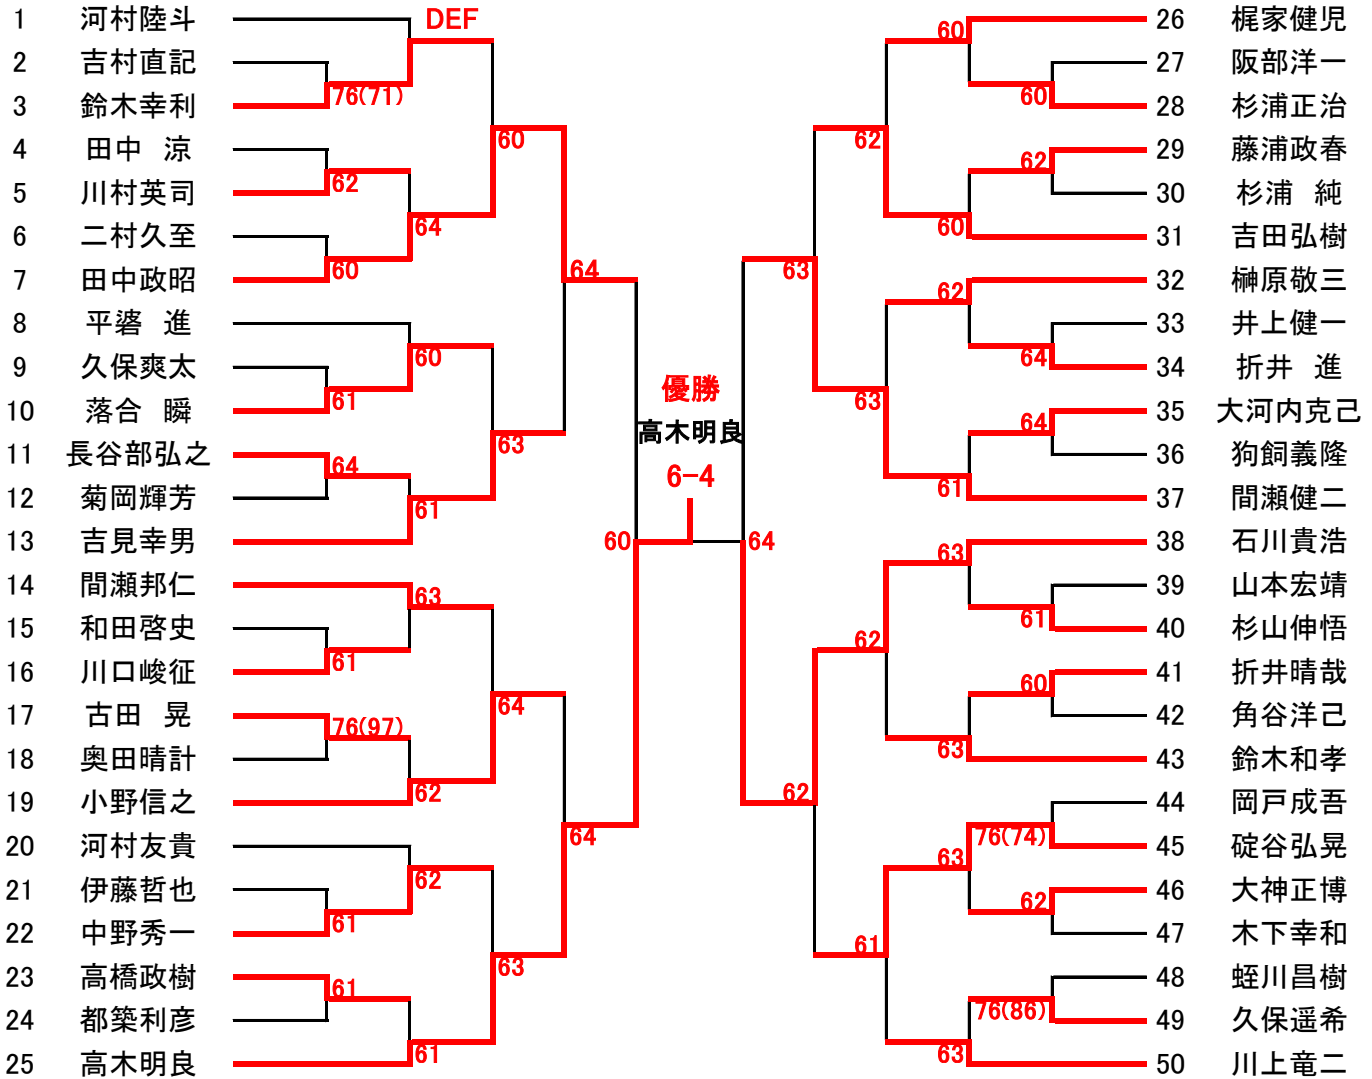 1 河村陸斗
2 吉村直記
3 鈴木幸利
4 田中 涼
5 川村英司
6 二村久至
7 田中政昭
8 平婆 進
9 久保爽太
10 落合 瞬
11 長谷部弘之
12 菊岡輝芳
13 吉見幸男
14 間瀬邦仁
15 和田啓史
16 川口峻征
17 古田 晃
18 奥田晴計
19 小野信之
20 河村友貴
21 伊藤哲也
22 中野秀一
23 高橋政樹
24 都築利彦
25 高木明良
DEF
76(71)
62
60
61
64
76(97)
61
61
61
64
60
61
63
62
62
61
60
63
64
63
64
64
60
優勝
高木明良
6-4
64
63
62
62
63
62
61
60
60
62
61
63
63
63
63
60
62
64
64
61
60
76(74)
62
76(86)
26 梶家健児
27 阪部洋一
28 杉浦正治
29 藤浦政春
30 杉浦 純
31 吉田弘樹
32 榊原敬三
33 井上健一
34 折井 進
35 大河内克己
36 狗飼義隆
37 間瀬健二
38 石川貴浩
39 山本宏靖
40 杉山伸悟
41 折井晴哉
42 角谷洋己
43 鈴木和孝
44 岡戸成吾
45 碇谷弘晃
46 大神正博
47 木下幸和
48 蛭川昌樹
49 久保遥希
50 川上竜二